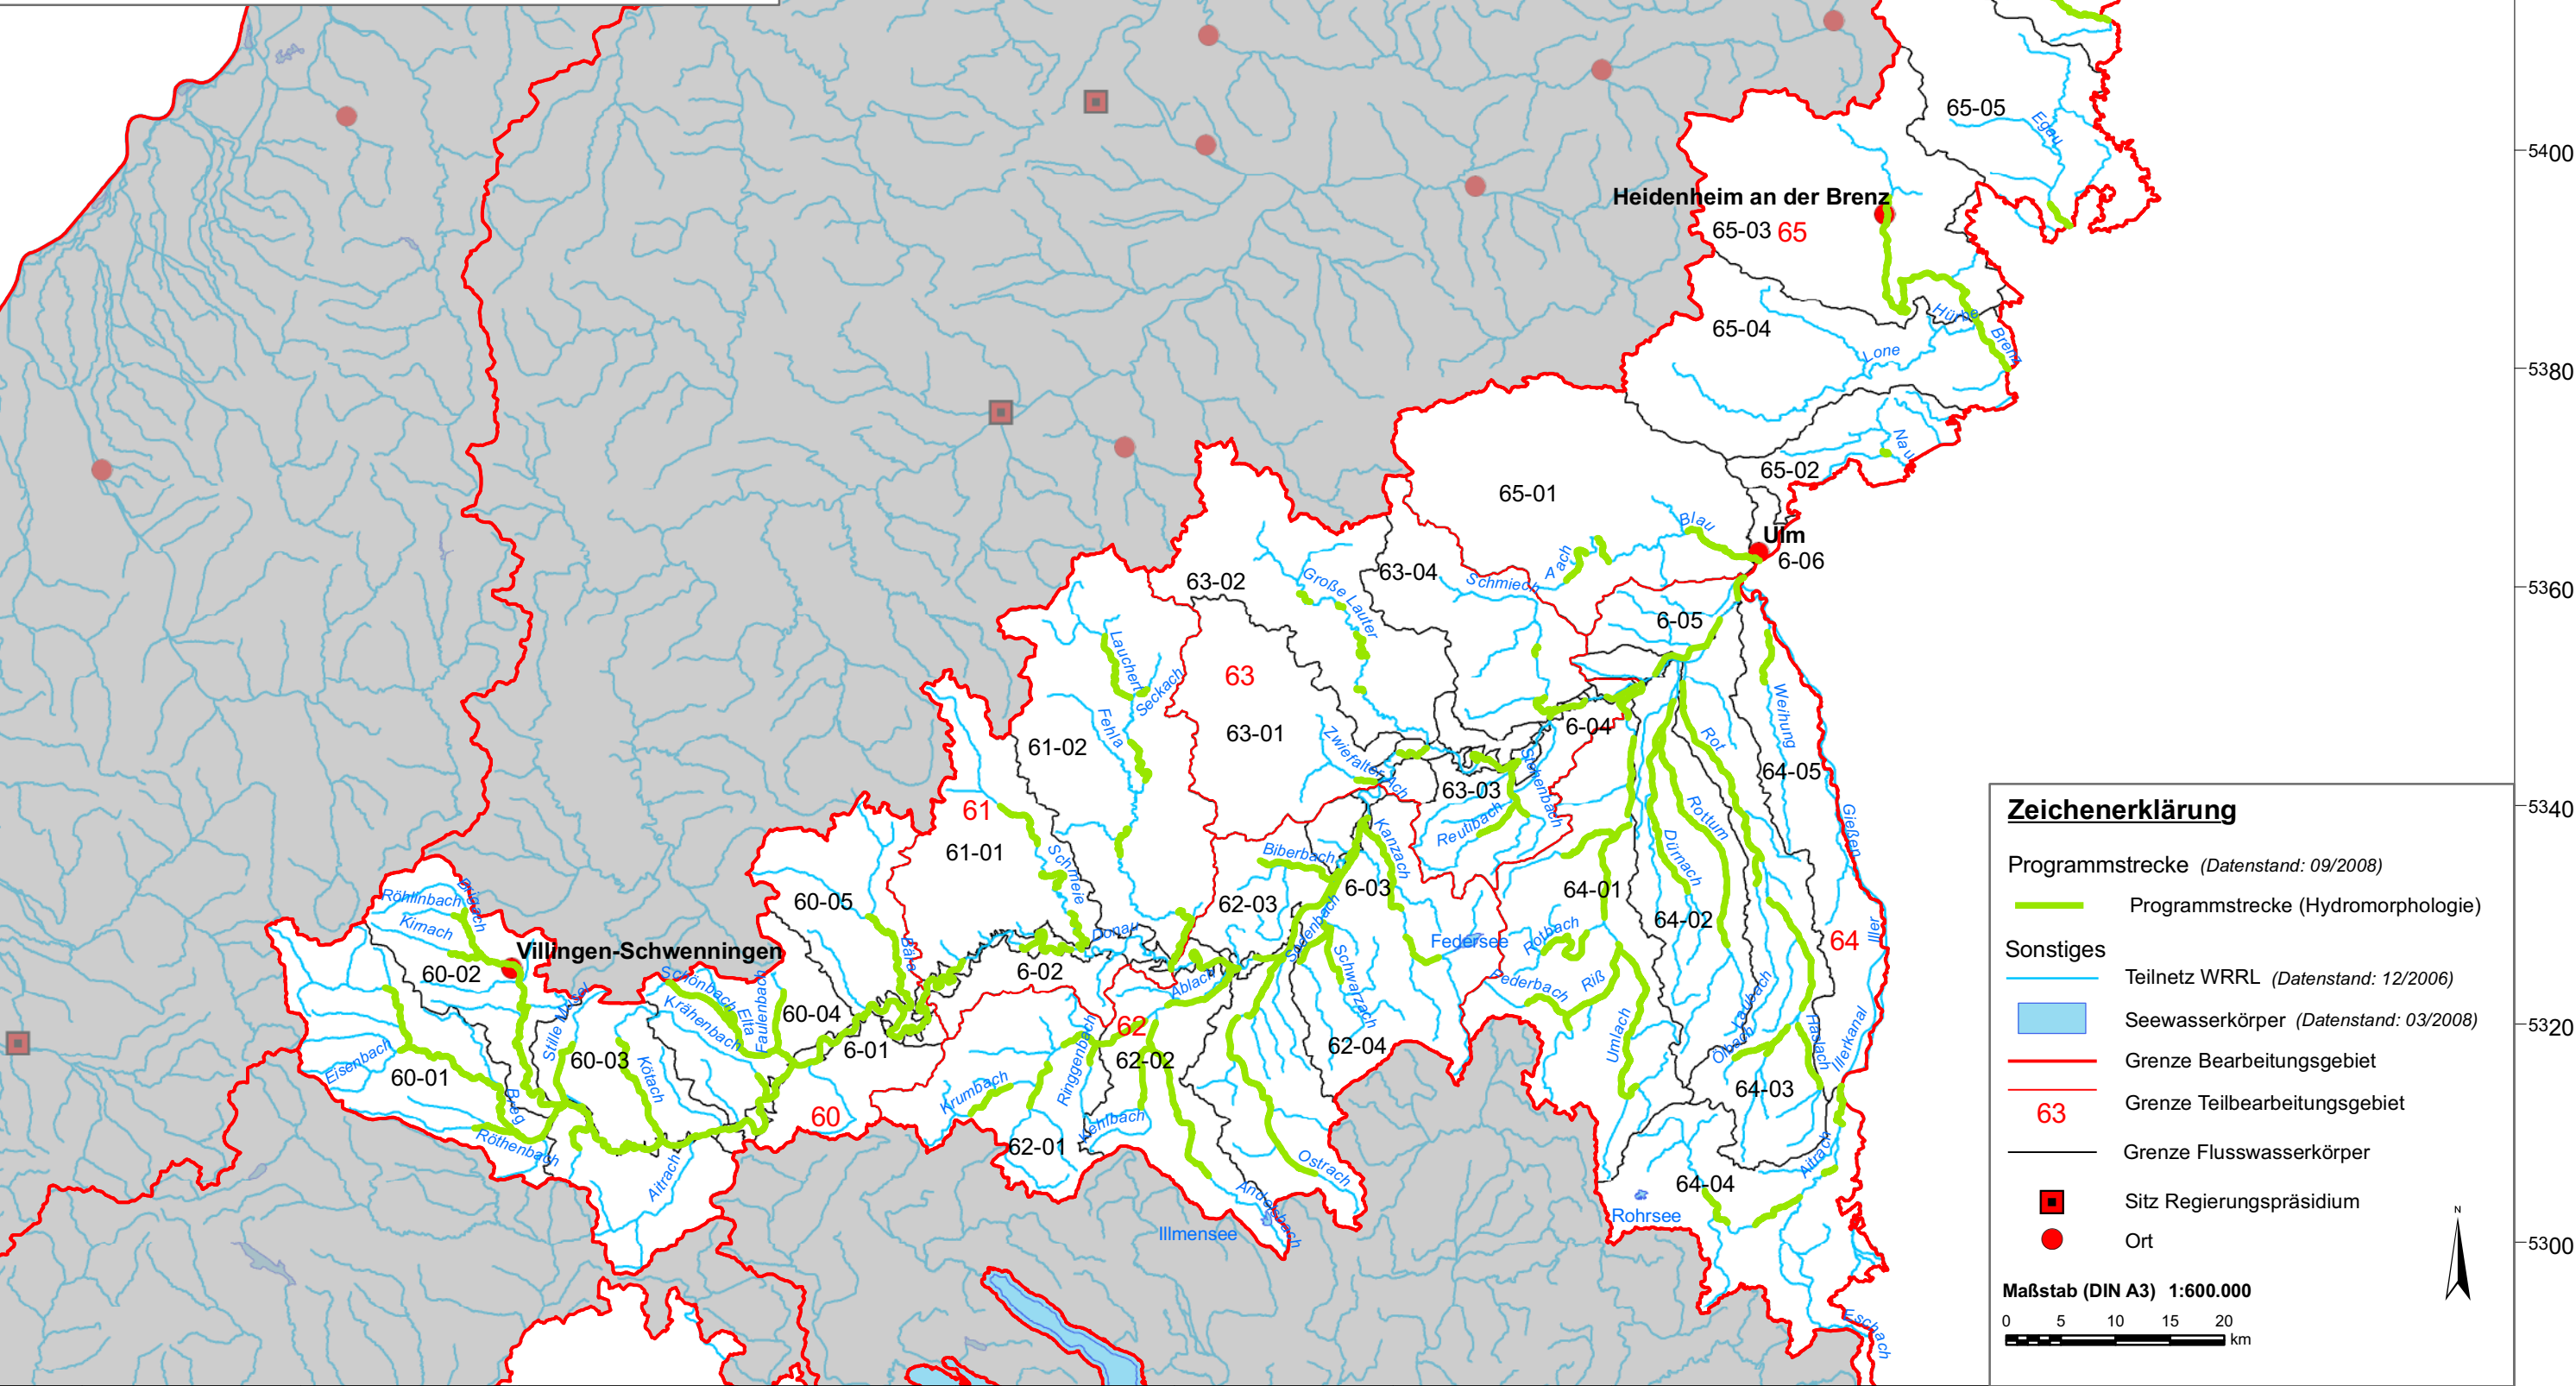 65-05
Egau
5400
Heidenheim an der Brenz
65-03 65
Hürbe
65-04
Brenz
Lone
5380
Nau
65-02
65-01
Blau
Ulm
6-06
Aach
63-04
63-02
Schmiech
5360
Große Lauter
6-05
Lauchert
Seckach
63
Weihung
Fehla
6-04
Rot
63-01
61-02
Zwiefalter Ach
Stehenbach
64-05
63-03
5340
61
Rottum
Gießen
Reutibach
Kanzach
61-01
Schmeie
Biberbach
Dürnach
6-03
64-01
60-05
62-03
64-02
Brigach
Röhlinbach
Kirnach
Donau
Federsee
Rotbach
64
Iller
Villingen-Schwenningen
Bära
60-02
6-02
Schwarzach
Schönbach
Krähenbach
Elta
Faulenbach
Ablach
Federbach
Riß
Laubach
60-04
62
Stille Musel
6-01
62-04
Umlach
Ölbach
Haslach
Illerkanal
60-03
Kötach
Eisenbach
60-01
Ringgenbach
62-02
Krumbach
64-03
Breg
60
Kehlbach
Röthenbach
62-01
Aitrach
Ostrach
Aitrach
64-04
Andelsbach
Rohrsee
Illmensee
Eschach
5320
5300
Zeichenerklärung
Programmstrecke (Datenstand: 09/2008)
Programmstrecke (Hydromorphologie)
Sonstiges
Teilnetz WRRL (Datenstand: 12/2006)
Seewasserkörper (Datenstand: 03/2008)
Grenze Bearbeitungsgebiet
Grenze Teilbearbeitungsgebiet
63
Grenze Flusswasserkörper
Sitz Regierungspräsidium
Ort
N
Maßstab (DIN A3) 1:600.000
0 5 10 15 20
km